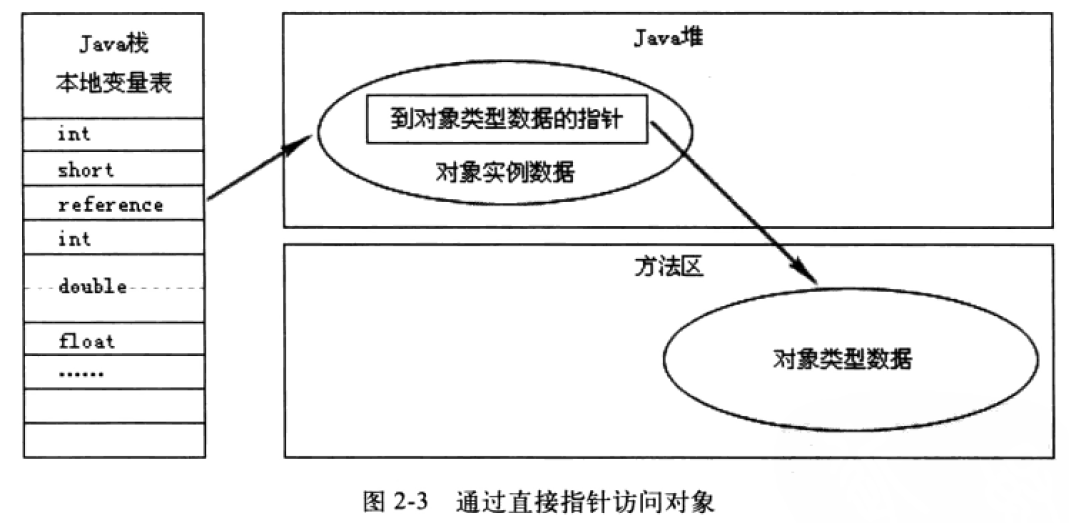 Java栈
本地变量表
int
short
reference
int
double
float
......
Java堆
到对象类型数据的指针
对象实例数据
方法区
对象类型数据
图 2-3 通过直接指针访问对象